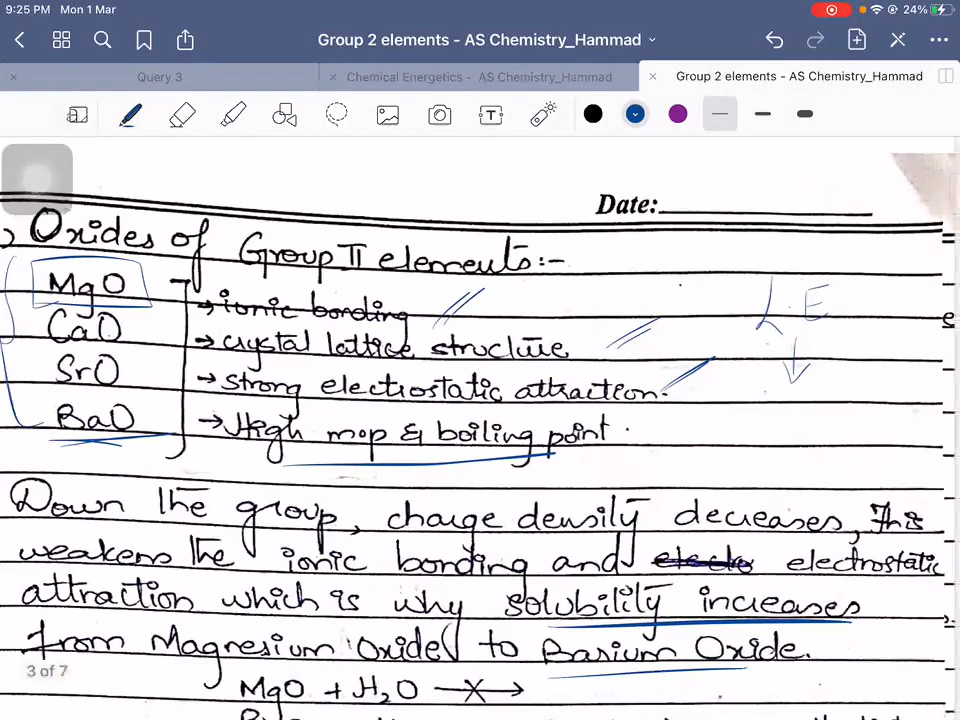 9:25 PM Mon 1 Mar
24%
Group 2 elements - AS Chemistry_Hammad
Query 3
Chemical Energetics - AS Chemistry_Hammad
Group 2 elements - AS Chemistry_Hammad
Date:
Oxides of Group II elements:-
MgO
→ionic bonding
L.E
CaO
→crystal lattice structure
↓
SrO
→strong electrostatic attraction.
BaO
→High mop & boiling point.
Down the group, charge density decreases, This
weakens the ionic bonding and electrostatic
attraction which is why solubility increases
from Magnesium Oxide to Barium Oxide.
3 of 7
MgO + H₂O —X→